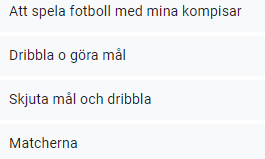 Att spela fotboll med mina kompisar
Dribbla o göra mål
Skjuta mål och dribbla
Matcherna